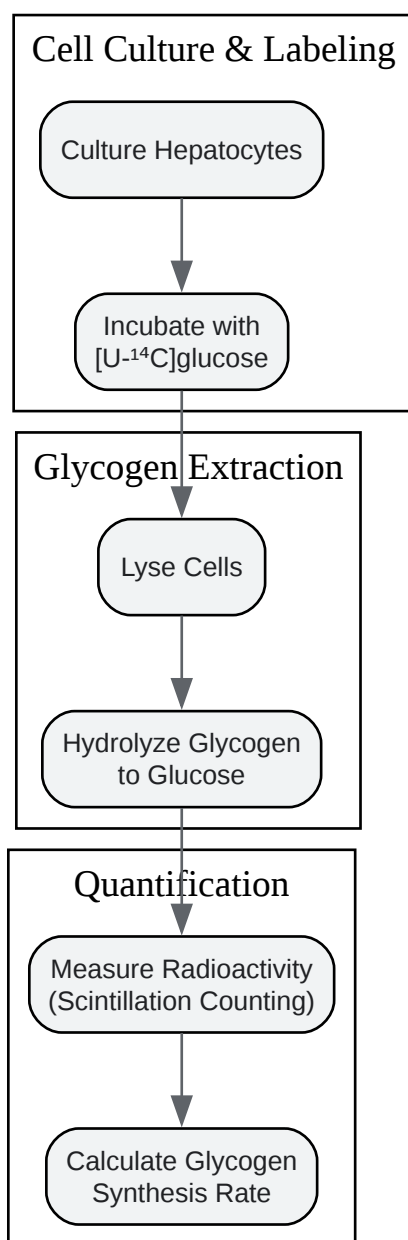 Cell Culture & Labeling
Culture Hepatocytes
Incubate with
[U-¹⁴C]glucose
Glycogen Extraction
Lyse Cells
Hydrolyze Glycogen
to Glucose
Quantification
Measure Radioactivity
(Scintillation Counting)
Calculate Glycogen
Synthesis Rate